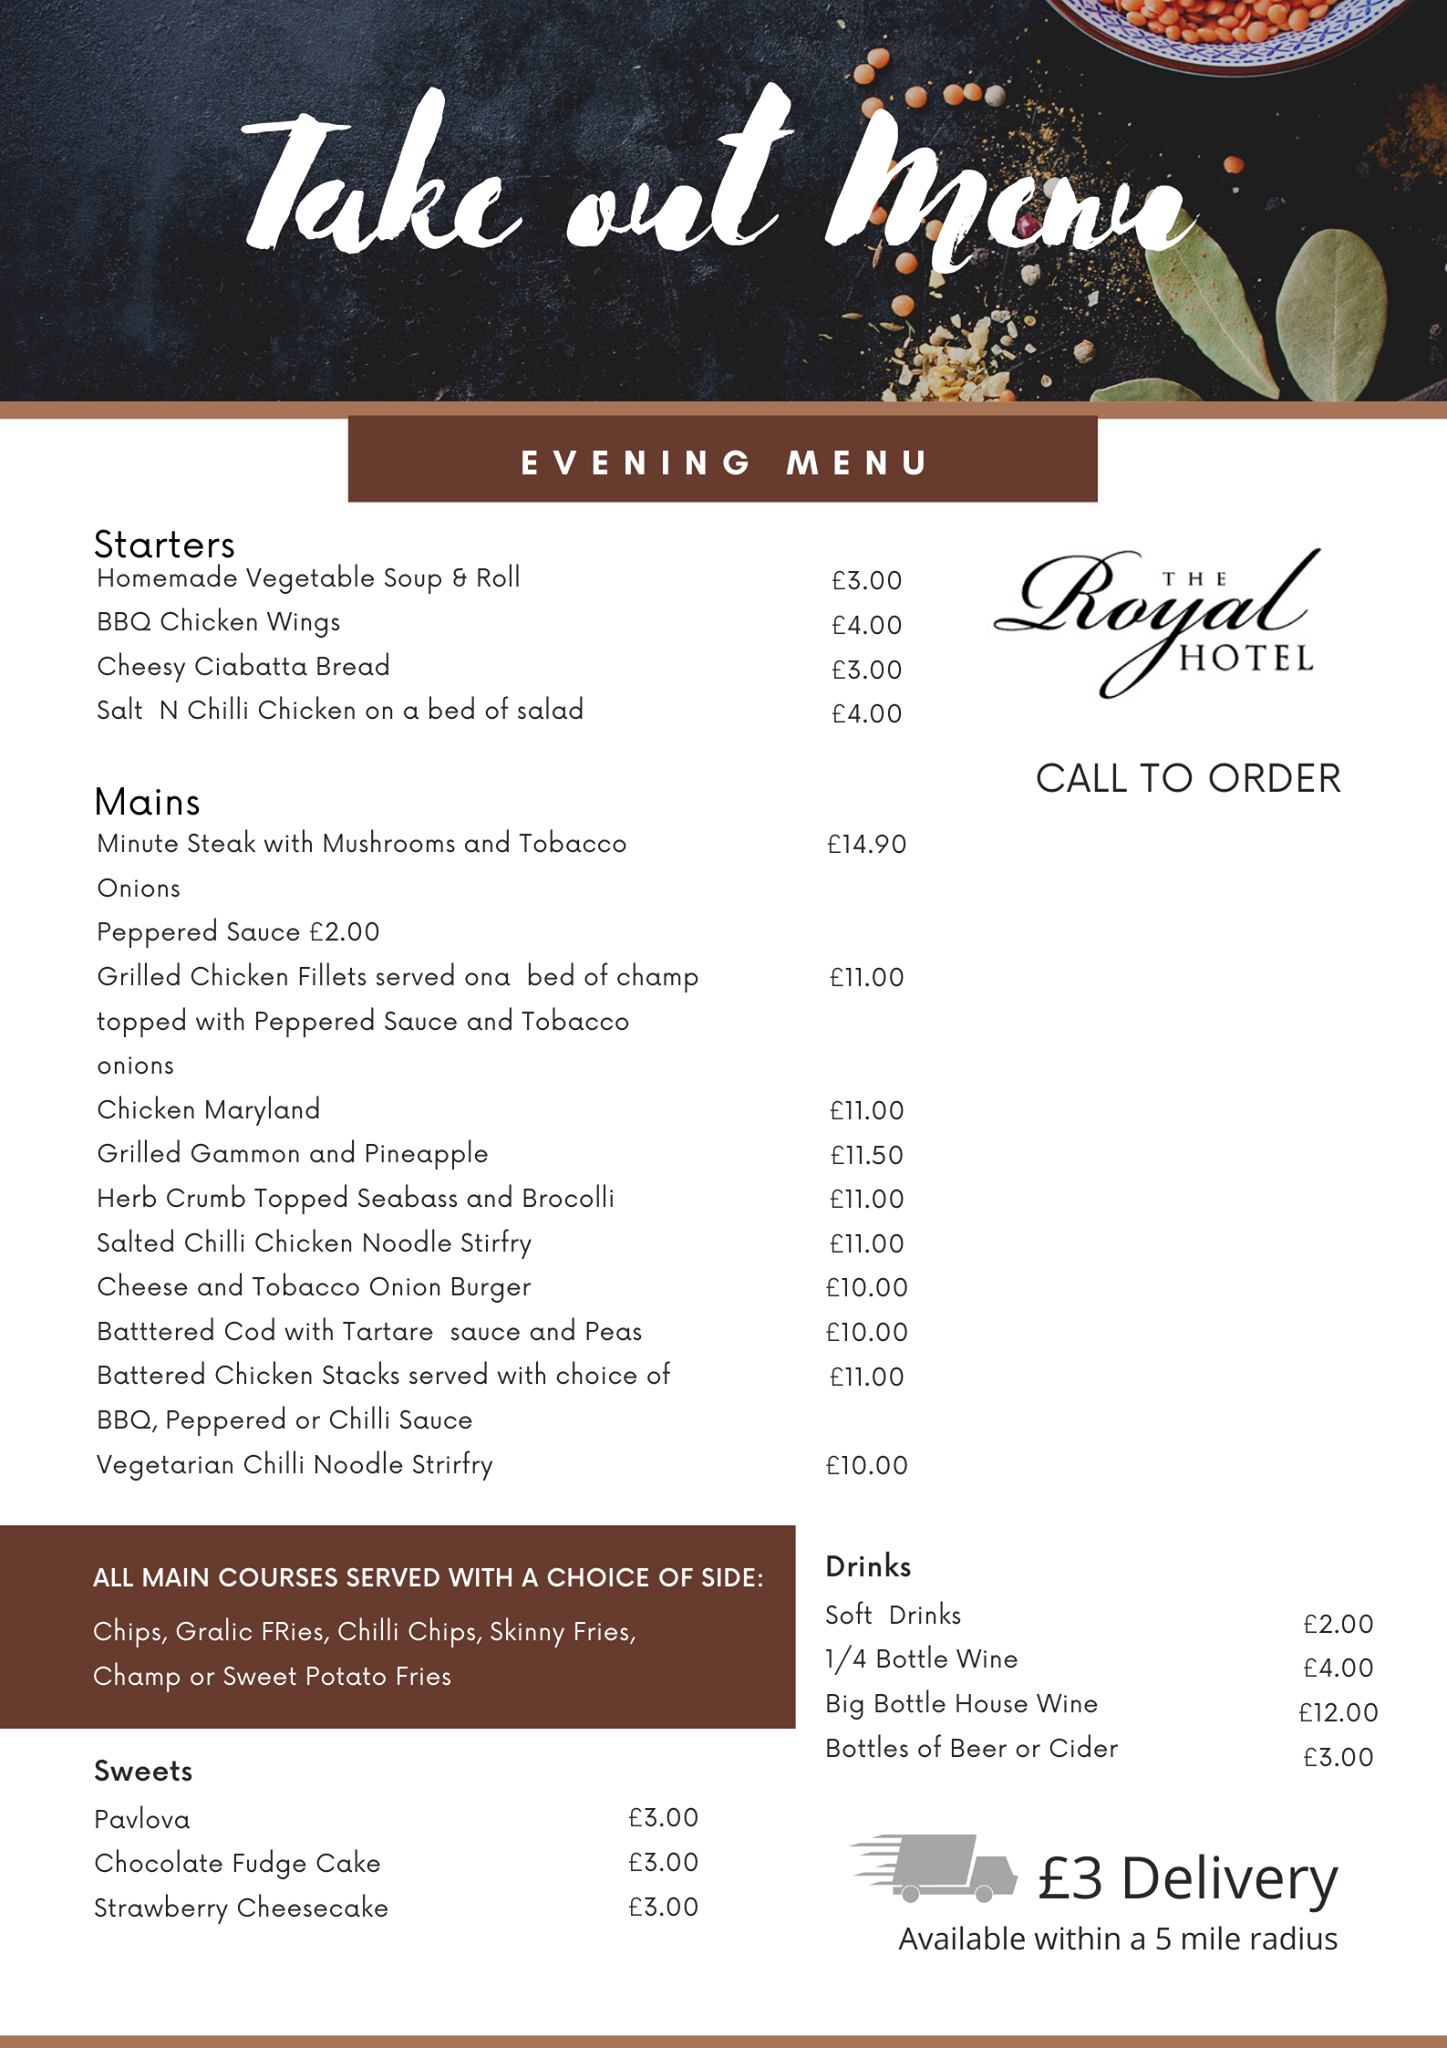 Take out Menu
EVENING MENU
Starters
Homemade Vegetable Soup & Roll £3.00
BBQ Chicken Wings £4.00
Cheesy Ciabatta Bread £3.00
Salt  N Chilli Chicken on a bed of salad £4.00
THE
Royal
HOTEL
CALL TO ORDER
Mains
Minute Steak with Mushrooms and Tobacco £14.90
Onions
Peppered Sauce £2.00
Grilled Chicken Fillets served ona  bed of champ £11.00
topped with Peppered Sauce and Tobacco
onions
Chicken Maryland £11.00
Grilled Gammon and Pineapple £11.50
Herb Crumb Topped Seabass and Brocolli £11.00
Salted Chilli Chicken Noodle Stirfry £11.00
Cheese and Tobacco Onion Burger £10.00
Batttered Cod with Tartare  sauce and Peas £10.00
Battered Chicken Stacks served with choice of £11.00
BBQ, Peppered or Chilli Sauce
Vegetarian Chilli Noodle Strirfry £10.00
ALL MAIN COURSES SERVED WITH A CHOICE OF SIDE:
Chips, Gralic FRies, Chilli Chips, Skinny Fries,
Champ or Sweet Potato Fries
Drinks
Soft  Drinks £2.00
1/4 Bottle Wine £4.00
Big Bottle House Wine £12.00
Bottles of Beer or Cider £3.00
Sweets
Pavlova £3.00
Chocolate Fudge Cake £3.00
Strawberry Cheesecake £3.00
£3 Delivery
Available within a 5 mile radius